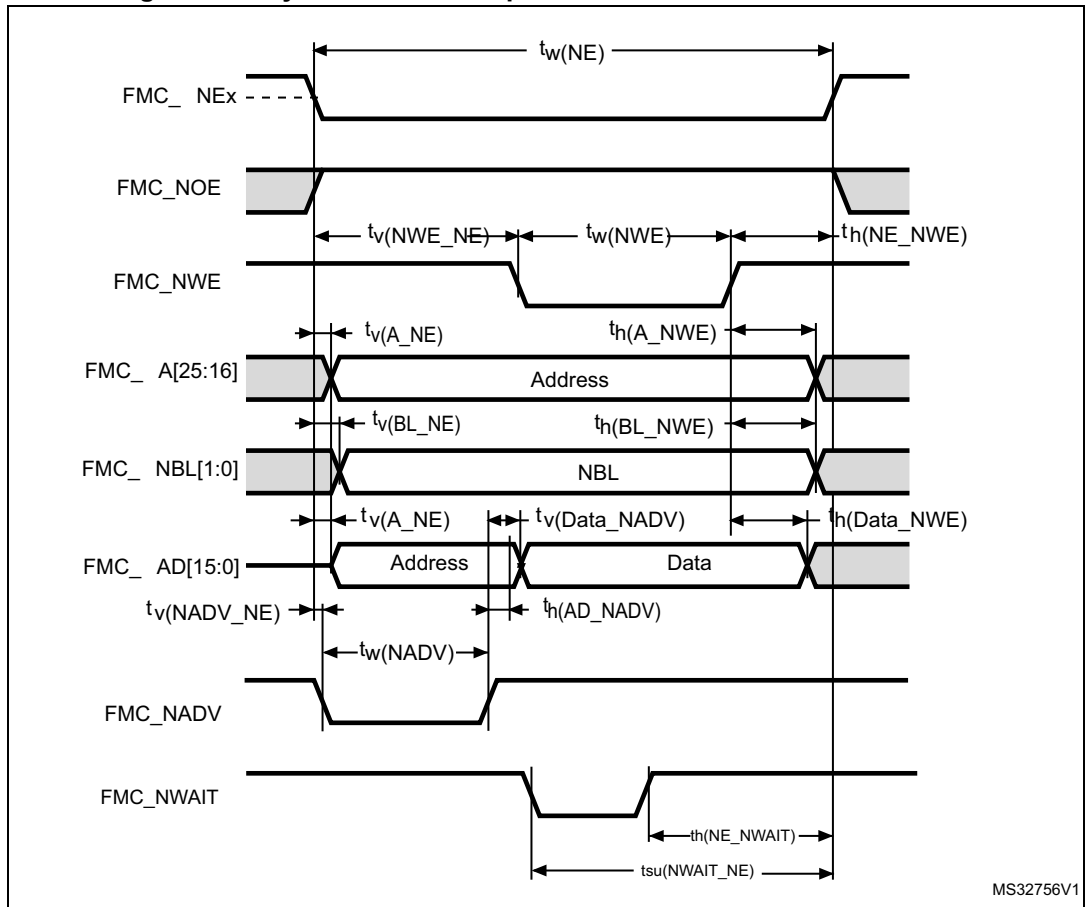 tw(NE)
FMC_ NEx
FMC_NOE
tv(NWE_NE)
tw(NWE)
th(NE_NWE)
FMC_NWE
tv(A_NE)
th(A_NWE)
FMC_ A[25:16]
Address
tv(BL_NE)
th(BL_NWE)
FMC_ NBL[1:0]
NBL
tv(A_NE)
tv(Data_NADV)
th(Data_NWE)
FMC_ AD[15:0]
Address
Data
tv(NADV_NE)
th(AD_NADV)
tw(NADV)
FMC_NADV
FMC_NWAIT
th(NE_NWAIT)
tsu(NWAIT_NE)
MS32756V1